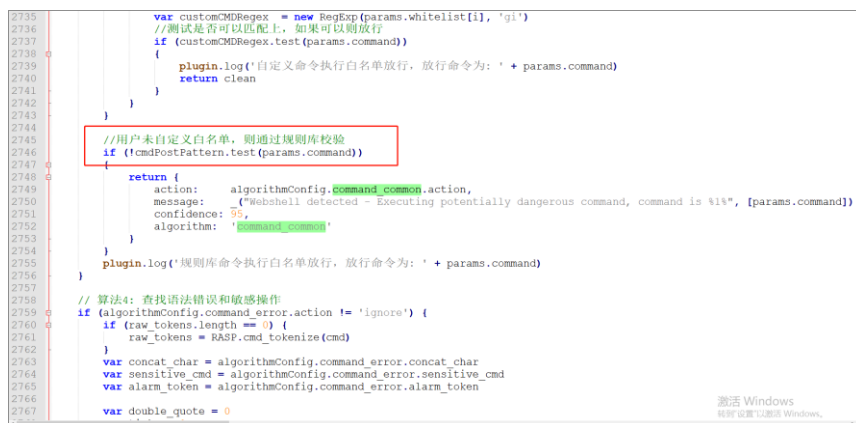 2735 var customCMDRegex = new RegExp(params.whitelist[i], 'gi')
2736 //测试是否可以匹配上，如果可以则放行
2737 if (customCMDRegex.test(params.command))
2738 {
2739 plugin.log('自定义命令执行白名单放行，放行命令为: ' + params.command)
2740 return clean
2741 }
2742 }
2743 }
2744
2745 //用户未自定义白名单，则通过规则库校验
2746 if (!cmdPostPattern.test(params.command))
2747 {
2748 return {
2749 action: algorithmConfig.command_common.action,
2750 message: _("Webshell detected - Executing potentially dangerous command, command is %1%", [params.command])
2751 confidence: 95,
2752 algorithm: 'command_common'
2753 }
2754 }
2755 plugin.log('规则库命令执行白名单放行，放行命令为: ' + params.command)
2756 }
2757
2758 // 算法4: 查找语法错误和敏感操作
2759 if (algorithmConfig.command_error.action != 'ignore') {
2760 if (raw_tokens.length == 0) {
2761 raw_tokens = RASP.cmd_tokenize(cmd)
2762 }
2763 var concat_char = algorithmConfig.command_error.concat_char
2764 var sensitive_cmd = algorithmConfig.command_error.sensitive_cmd
2765 var alarm_token = algorithmConfig.command_error.alarm_token
2766
2767 var double_quote = 0
激活 Windows
转到"设置"以激活 Windows。